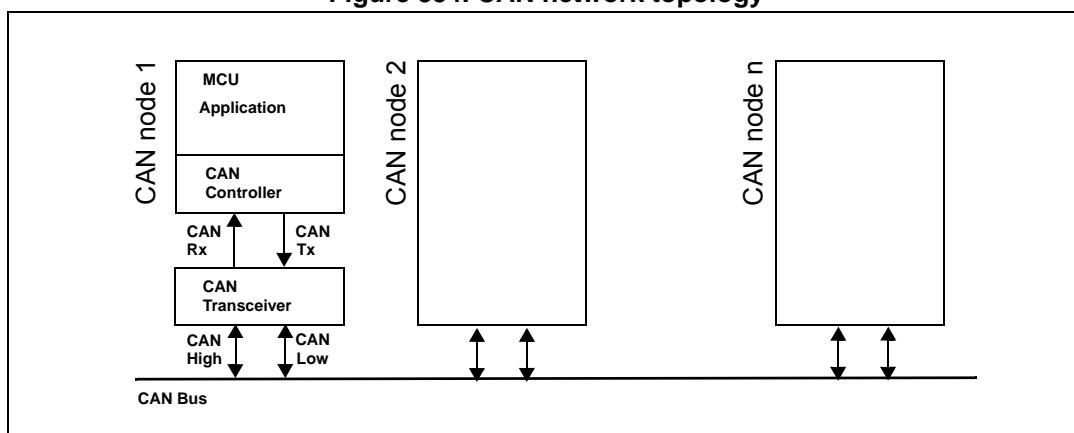 CAN node 1
MCU
Application
CAN
Controller
CAN
Rx
CAN
Tx
CAN
Transceiver
CAN
High
CAN
Low
CAN node 2
CAN node n
CAN Bus